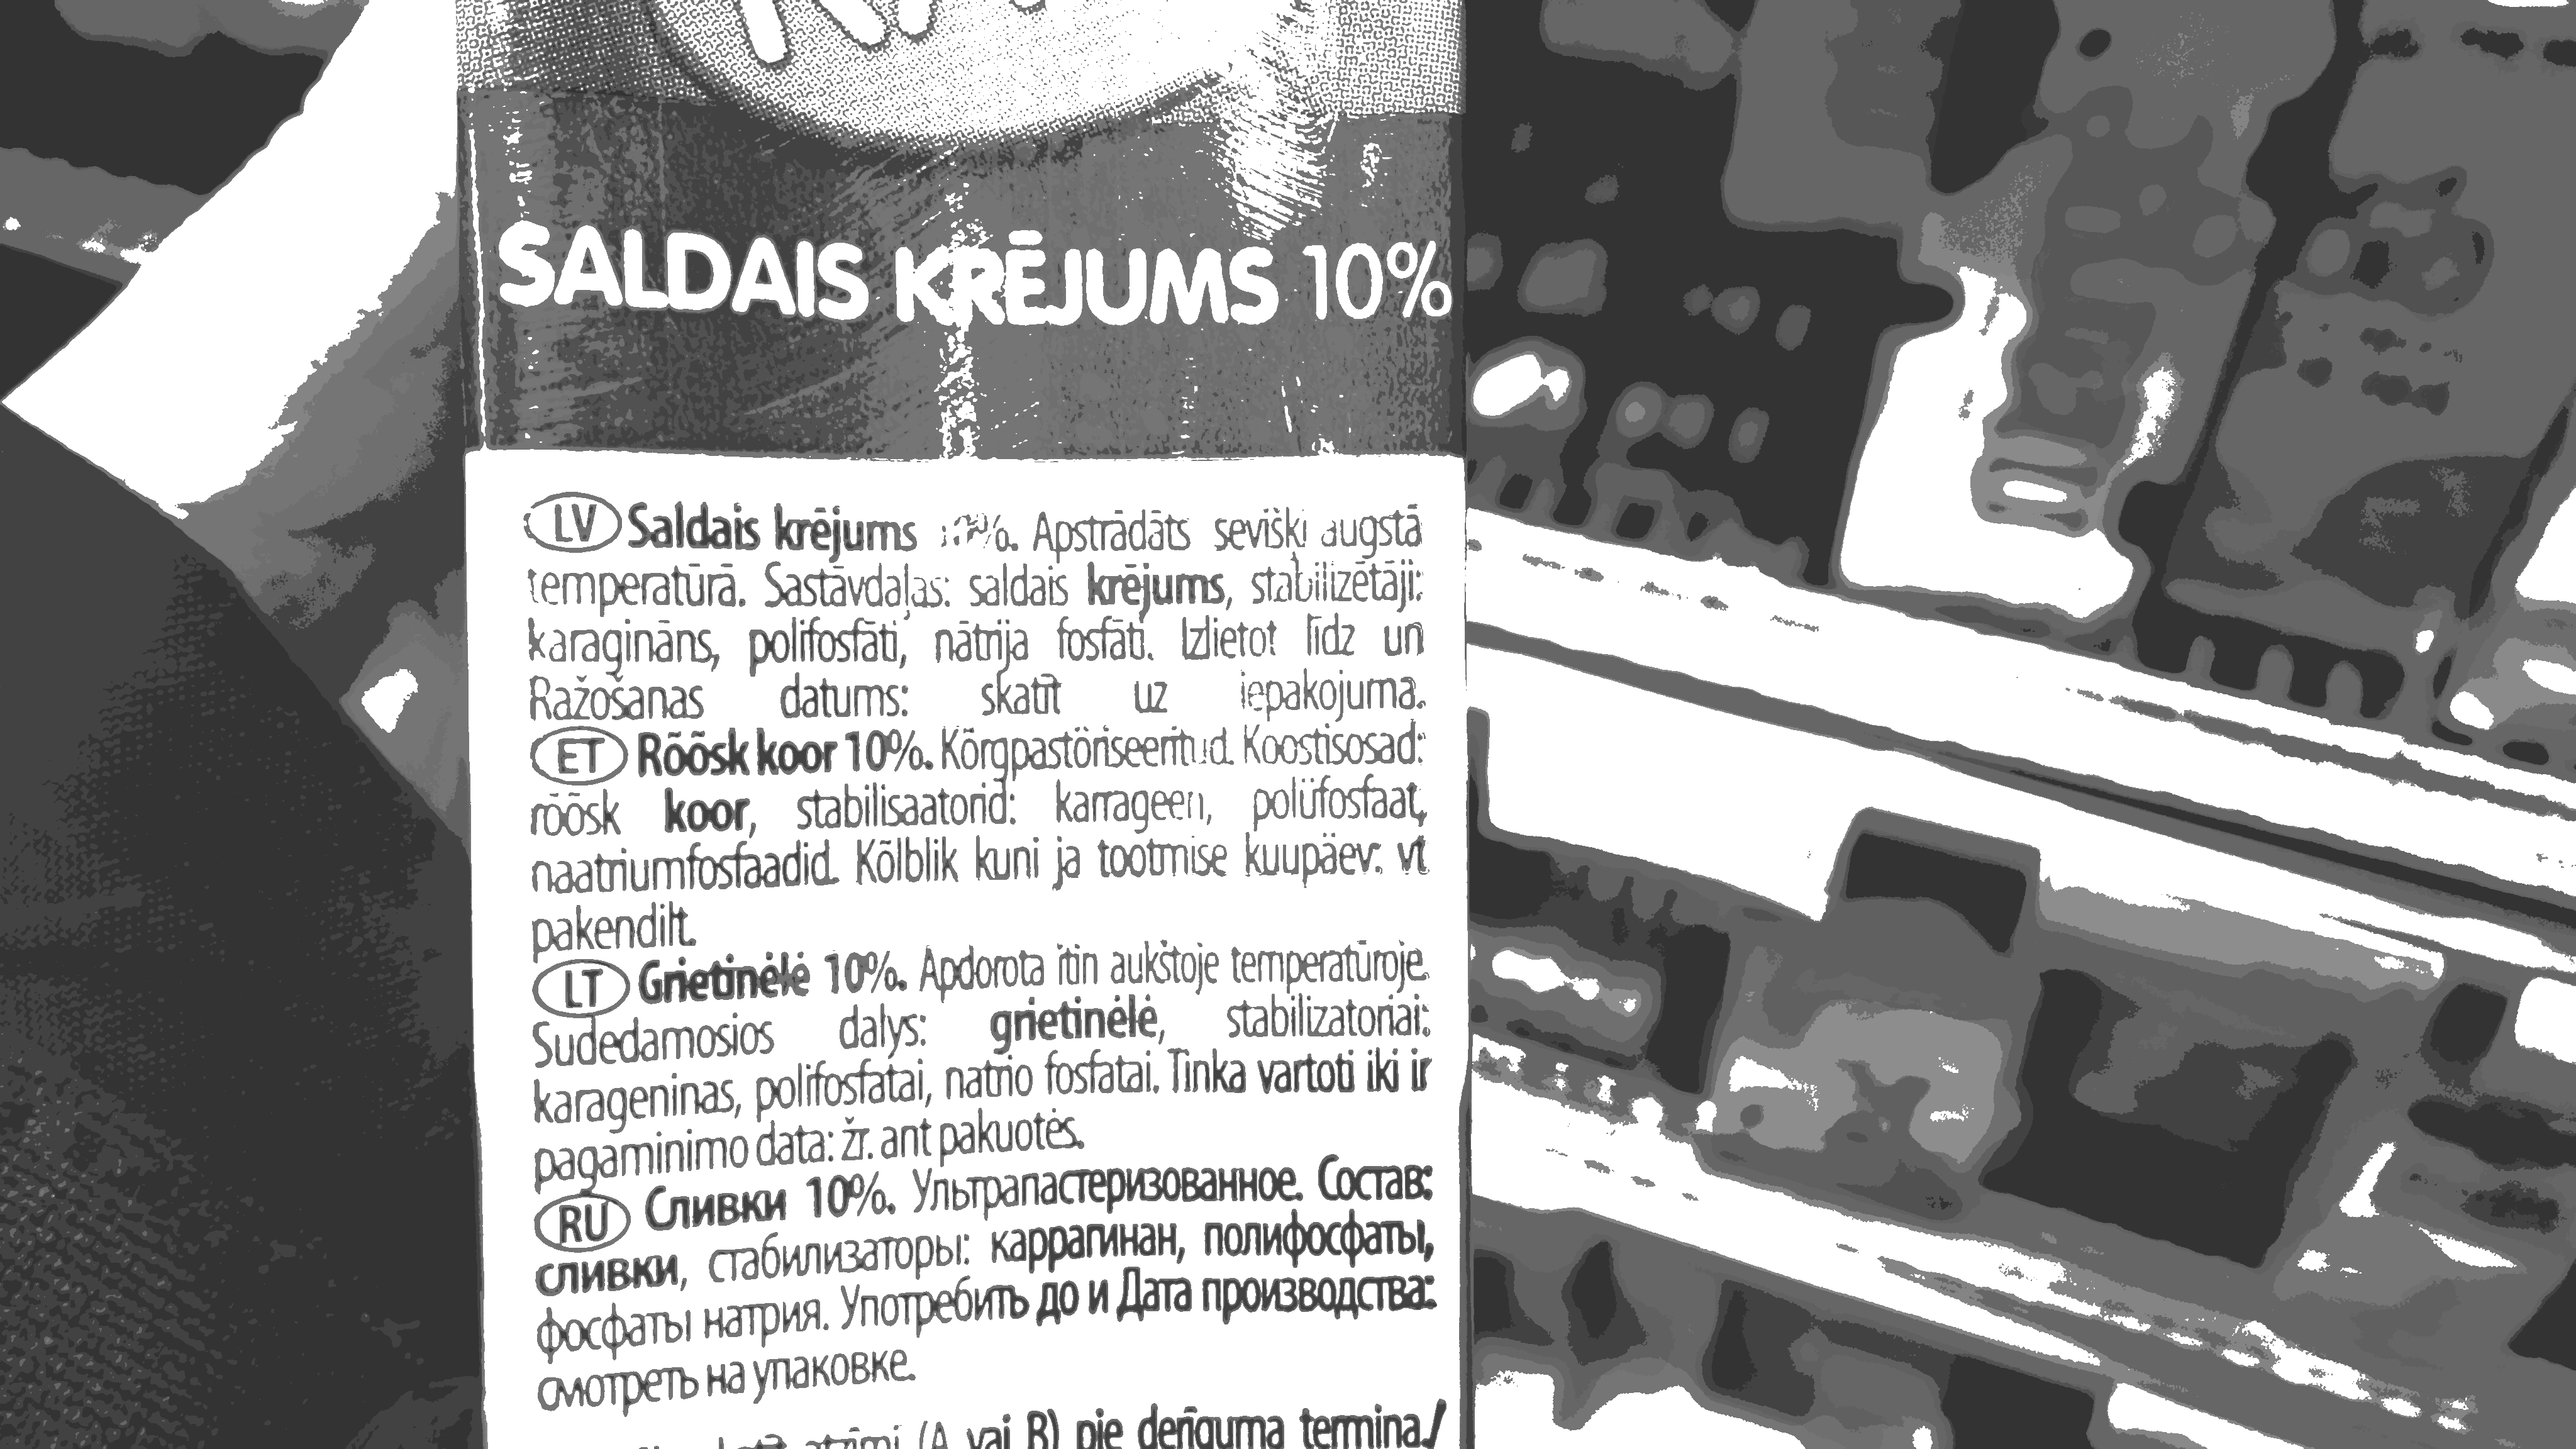 SALDAIS KRĒJUMS 10%
LV Saldais krējums 10%. Apstrādāts sevišķi augstā
temperatūrā. Sastāvdaļas: saldais krējums, stabilizētāji:
karagināns, polifosfāti, nātrija fosfāti. Izlietot līdz un
Ražošanas datums: skatīt uz iepakojuma.
ET Rõõsk koor 10%. Kõrgpastöriseeritud. Koostisosad:
rõõsk koor, stabilisaatorid: karrageen, polüfosfaat,
naatriumfosfaadid. Kõlblik kuni ja tootmise kuupäev: vt
pakendilt.
LT Grietinėlė 10%. Apdorota itin aukštoje temperatūroje.
Sudedamosios dalys: grietinėlė, stabilizatoriai:
karageninas, polifosfatai, natrio fosfatai. Tinka vartoti iki ir
pagaminimo data: žr. ant pakuotės.
RU Сливки 10%. Ультрапастеризованное. Состав:
сливки, стабилизаторы: каррагинан, полифосфаты,
фосфаты натрия. Употребить до и Дата производства:
смотреть на упаковке.
(A vai B) pie derīguma termiņa./